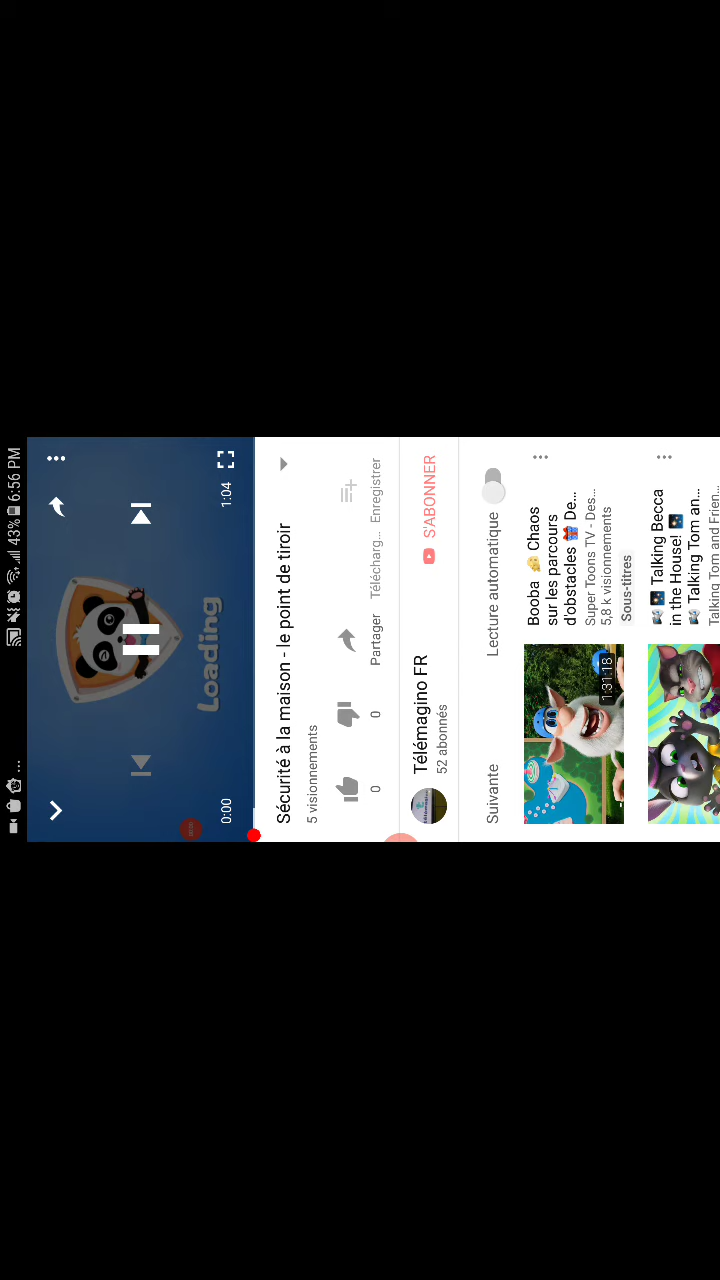 ... 43% 6:56 PM
Loading
0:00 1:04
Sécurité à la maison - le point de tiroir
5 visionnements
0 0 Partager Télécharg... Enregistrer
Télémagino FR
52 abonnés
S'ABONNER
Suivante Lecture automatique
1:31:18
Booba 🤧 Chaos
sur les parcours
d'obstacles 🎁 De...
Super Toons TV - Des...
5,8 k visionnements
Sous-titres
Talking Becca
in the House!
Talking Tom an...
Talking Tom and Frien...